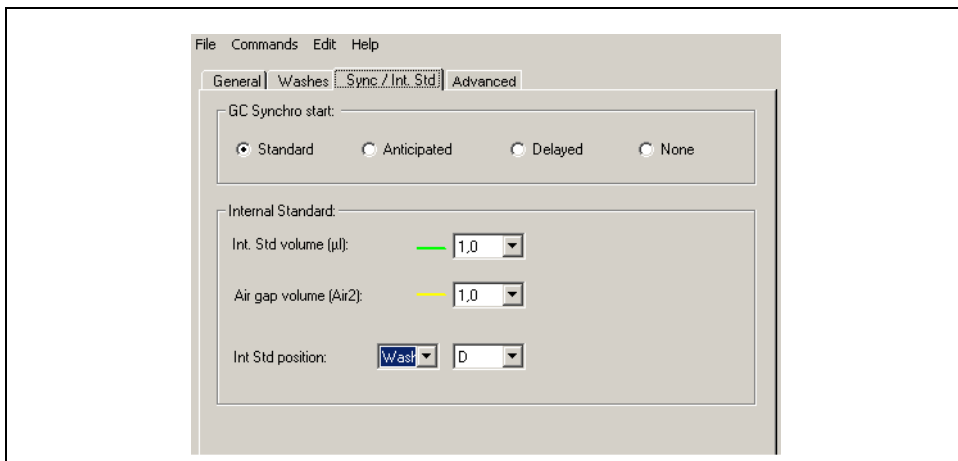 File Commands Edit Help
General Washes Sync / Int. Std Advanced
GC Synchro start:
Standard Anticipated Delayed None
Internal Standard:
Int. Std volume (µl): 1,0
Air gap volume (Air2): 1,0
Int Std position: Wash D